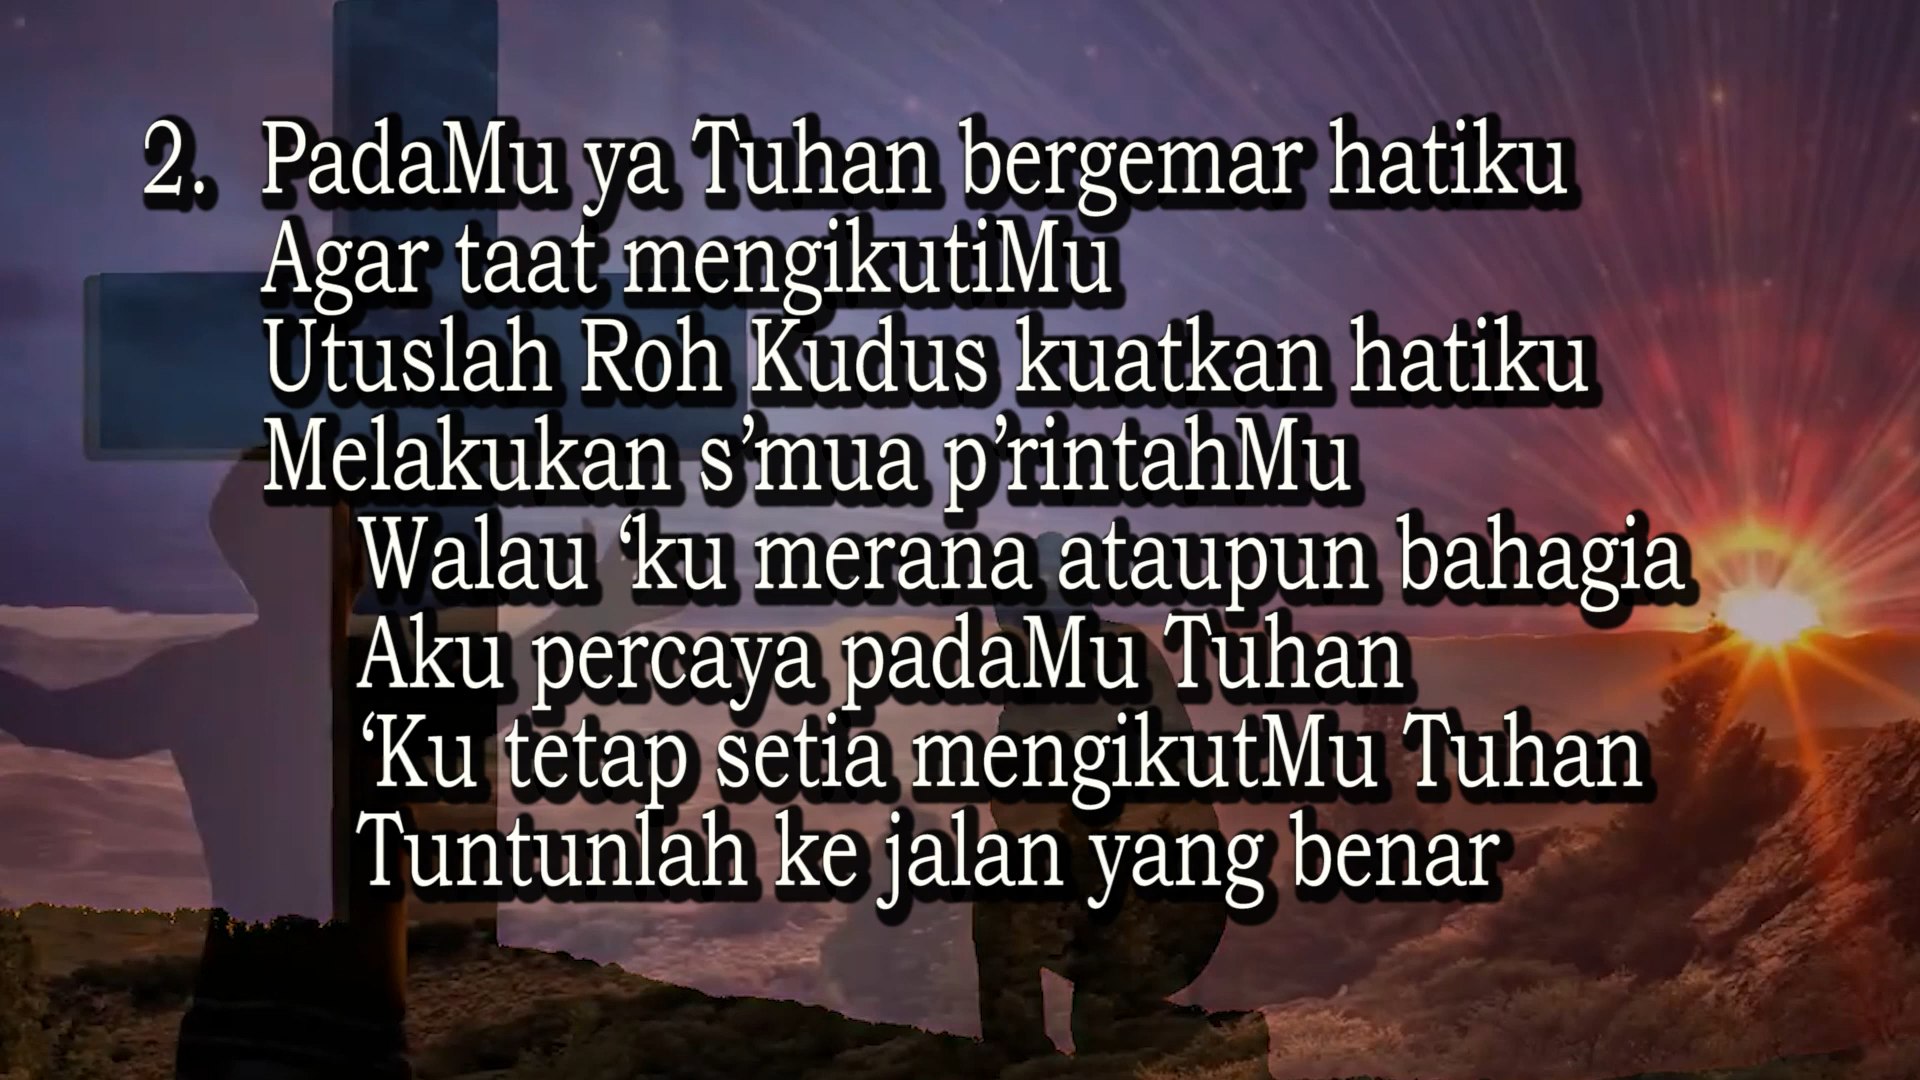 2. PadaMu ya Tuhan bergemar hatiku
Agar taat mengikutiMu
Utuslah Roh Kudus kuatkan hatiku
Melakukan s’mua p’rintahMu
Walau ‘ku merana ataupun bahagia
Aku percaya padaMu Tuhan
‘Ku tetap setia mengikutMu Tuhan
Tuntunlah ke jalan yang benar